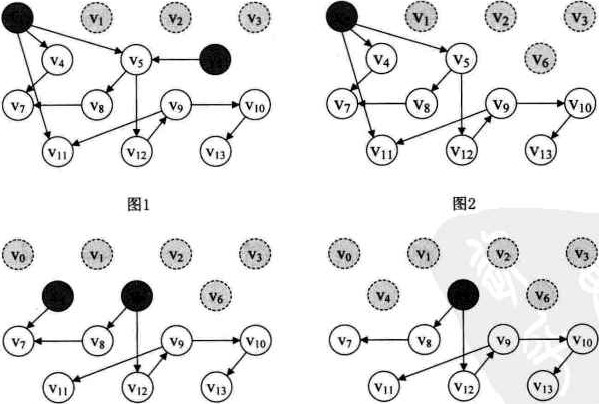 v₁ v₂ v₃ v₁ v₂ v₃
v₄ v₅ v₄ v₅ v₆
v₇ v₈ v₉ v₁₀ v₇ v₈ v₉ v₁₀
v₁₁ v₁₂ v₁₃ v₁₁ v₁₂ v₁₃
图1 图2
v₀ v₁ v₂ v₃ v₀ v₁ v₂ v₃
v₆ v₄ v₆
v₇ v₈ v₉ v₁₀ v₇ v₈ v₉ v₁₀
v₁₁ v₁₂ v₁₃ v₁₁ v₁₂ v₁₃